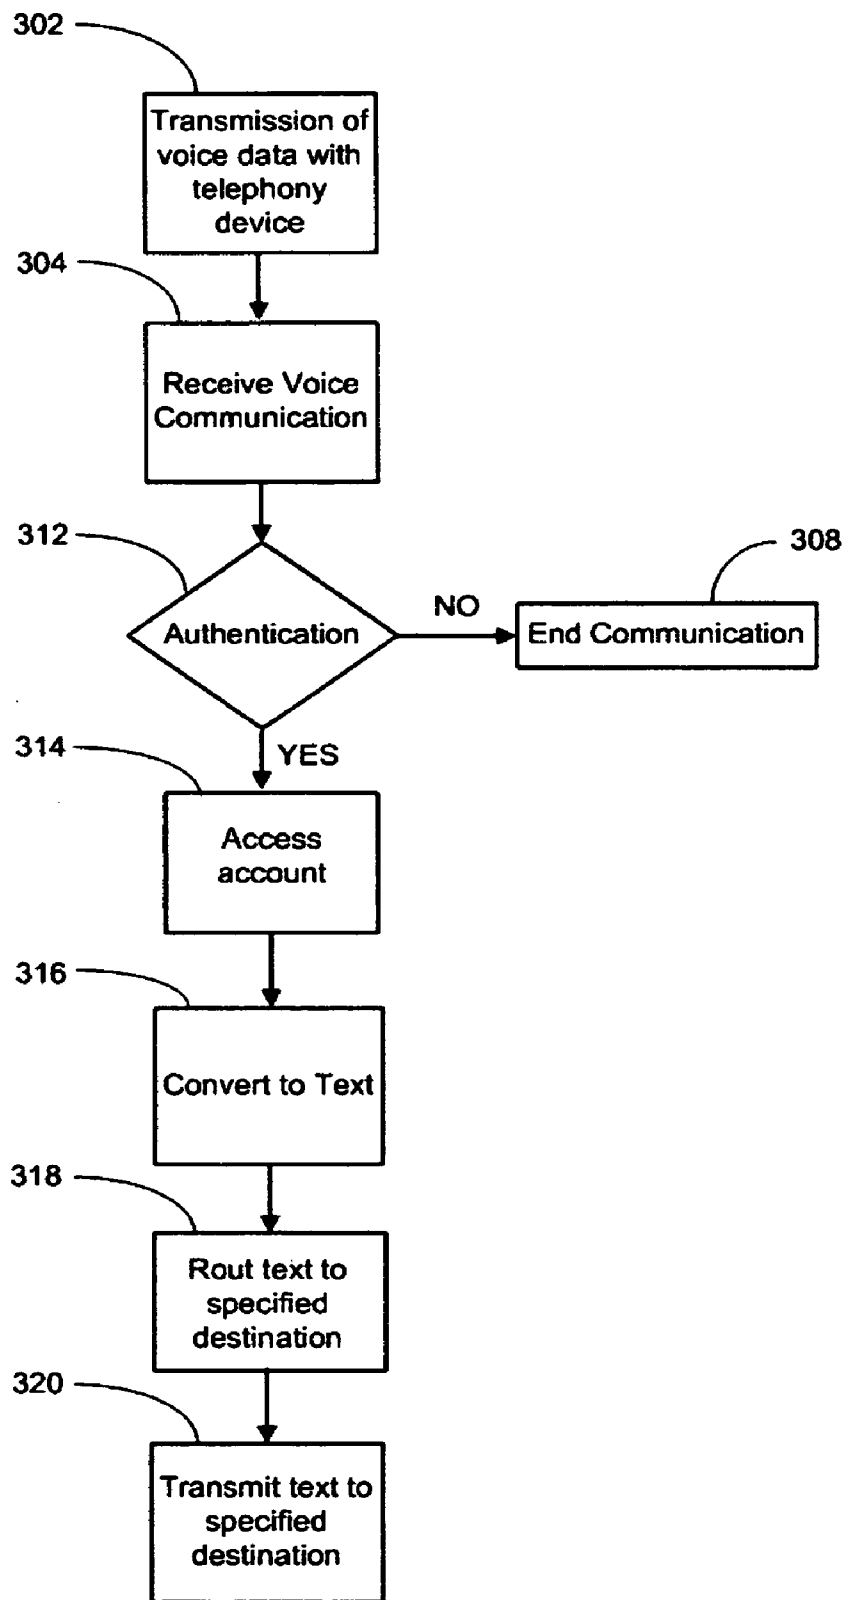 302
Transmission of
voice data with
telephony
device
304
Receive Voice
Communication
312
Authentication
NO
308
End Communication
YES
314
Access
account
316
Convert to Text
318
Rout text to
specified
destination
320
Transmit text to
specified
destination